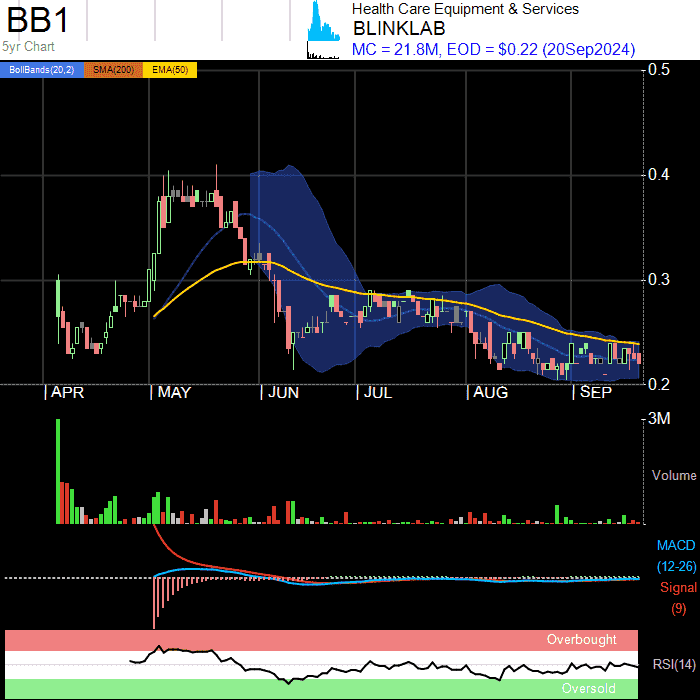 BB1
5yr Chart
Health Care Equipment & Services
BLINKLAB
MC = 21.8M, EOD = $0.22 (20Sep2024)
BollBands(20,2) SMA(200) EMA(50)
0.5
0.4
0.3
0.2
APR MAY JUN JUL AUG SEP
3M
Volume
MACD
(12-26)
Signal
(9)
Overbought
RSI(14)
Oversold